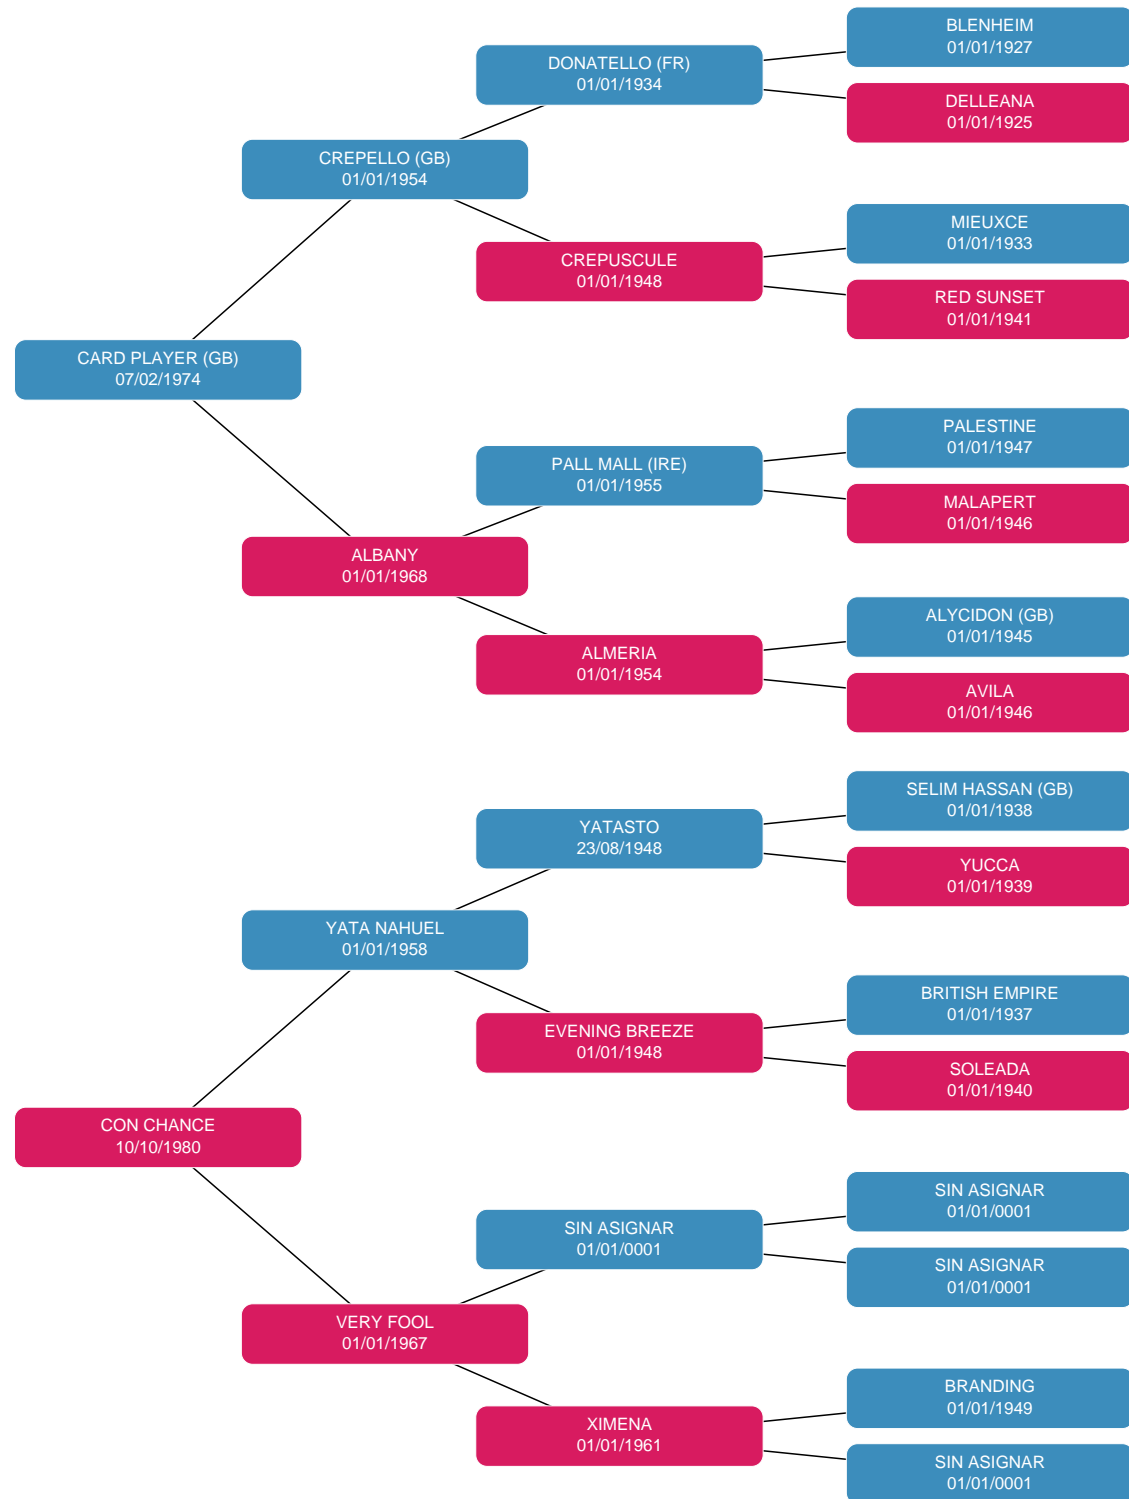 BLENHEIM
01/01/1927
DONATELLO (FR)
01/01/1934
DELLEANA
01/01/1925
CREPELLO (GB)
01/01/1954
MIEUXCE
01/01/1933
CREPUSCULE
01/01/1948
RED SUNSET
01/01/1941
CARD PLAYER (GB)
07/02/1974
PALESTINE
01/01/1947
PALL MALL (IRE)
01/01/1955
MALAPERT
01/01/1946
ALBANY
01/01/1968
ALYCIDON (GB)
01/01/1945
ALMERIA
01/01/1954
AVILA
01/01/1946
SELIM HASSAN (GB)
01/01/1938
YATASTO
23/08/1948
YUCCA
01/01/1939
YATA NAHUEL
01/01/1958
BRITISH EMPIRE
01/01/1937
EVENING BREEZE
01/01/1948
SOLEADA
01/01/1940
CON CHANCE
10/10/1980
SIN ASIGNAR
01/01/0001
SIN ASIGNAR
01/01/0001
SIN ASIGNAR
01/01/0001
VERY FOOL
01/01/1967
BRANDING
01/01/1949
XIMENA
01/01/1961
SIN ASIGNAR
01/01/0001